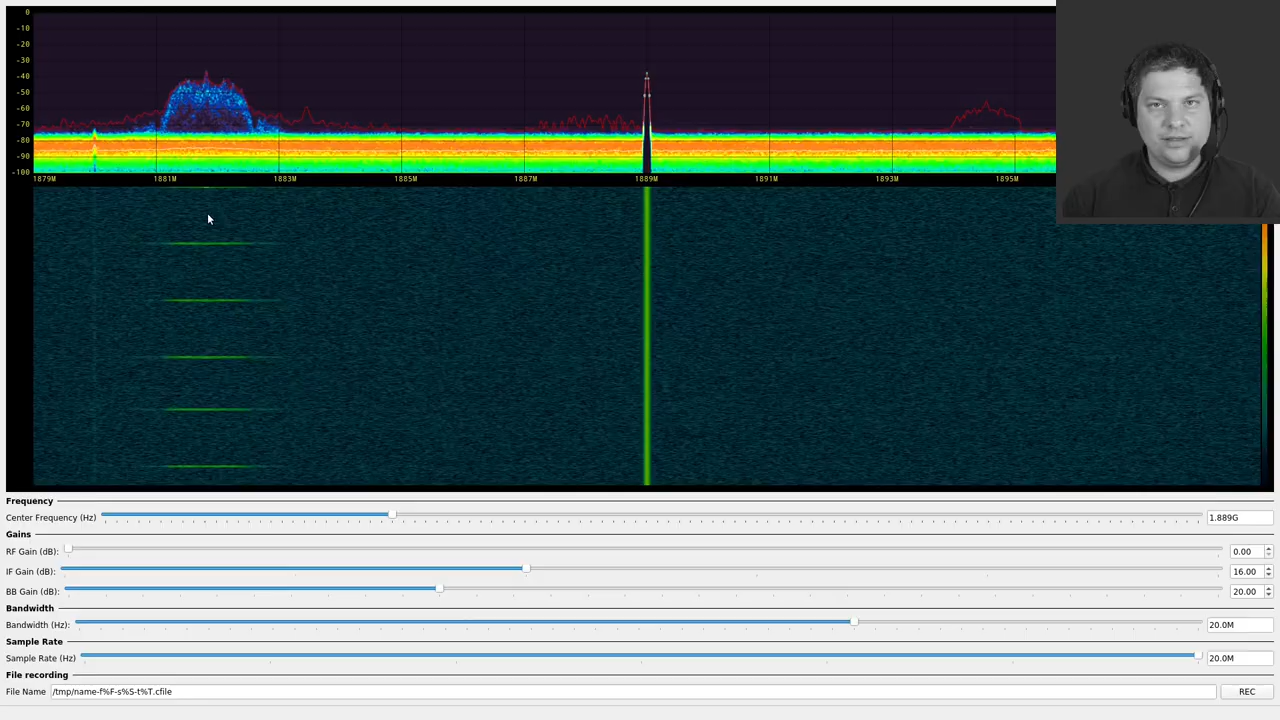 0
-10
-20
-30
-40
-50
-60
-70
-80
-90
-100
1879M 1881M 1883M 1885M 1887M 1889M 1891M 1893M 1895M
Frequency
Center Frequency (Hz) 1.889G
Gains
RF Gain (dB): 0.00
IF Gain (dB): 16.00
BB Gain (dB): 20.00
Bandwidth
Bandwidth (Hz): 20.0M
Sample Rate
Sample Rate (Hz) 20.0M
File recording
File Name /tmp/name-f%F-s%S-t%T.cfile REC